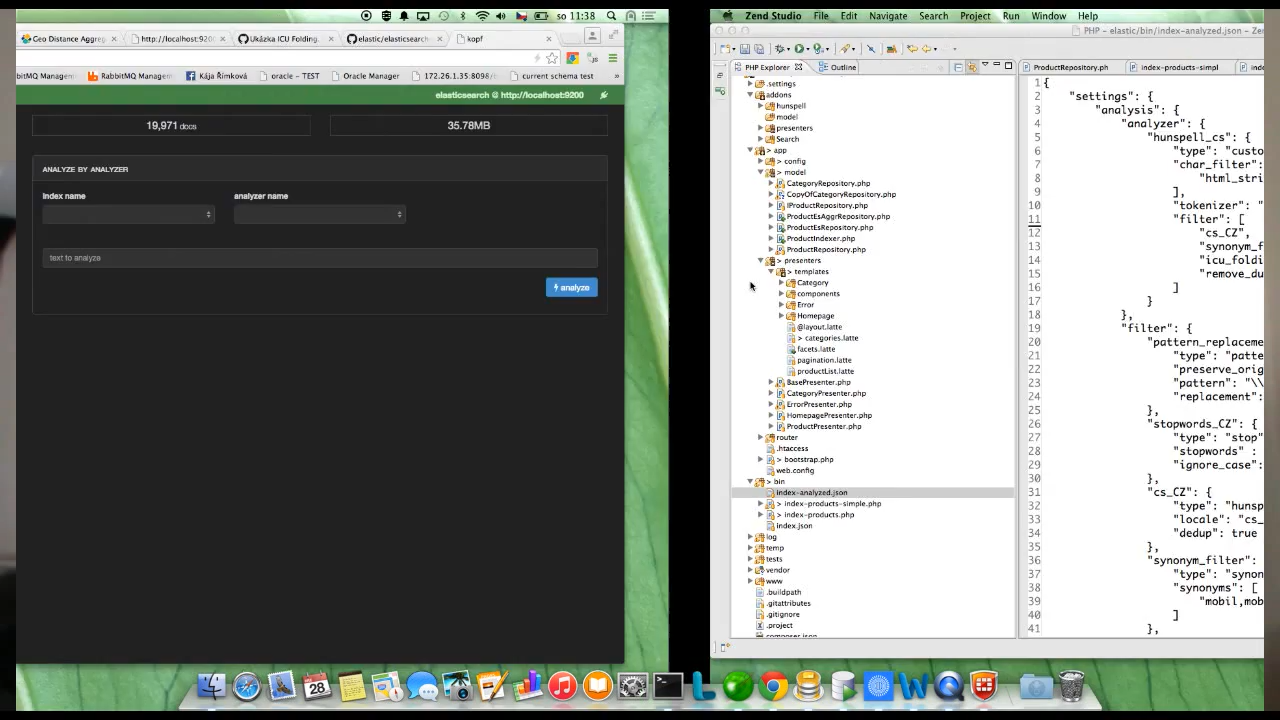 so 11:38
Geo Distance Aggreg
http://localhost:920
Ukázka ICU Folding.
elastic/elasticsearch
kopf
bitMQ_Managem
RabbitMQ Managem
Kája Římková
oracle - TEST
Oracle Manager
172.26.1.35:8098/
current schema test
elasticsearch @ http://localhost:9200
19,971 docs
35.78MB
ANALYZE BY ANALYZER
index name
analyzer name
text to analyze
analyze
Zend Studio File Edit Navigate Search Project Run Window Help
PHP - elastic/bin/index-analyzed.json - Zend S
PHP Explorer
Outline
.settings
addons
hunspell
model
presenters
Search
> app
> config
> model
CategoryRepository.php
CopyOfCategoryRepository.php
IProductRepository.php
ProductEsAggrRepository.php
ProductEsRepository.php
ProductIndexer.php
ProductRepository.php
> presenters
> templates
Category
components
Error
Homepage
@layout.latte
> categories.latte
facets.latte
pagination.latte
productList.latte
BasePresenter.php
CategoryPresenter.php
ErrorPresenter.php
HomepagePresenter.php
ProductPresenter.php
router
.htaccess
> bootstrap.php
web.config
> bin
index-analyzed.json
> index-products-simple.php
> index-products.php
index.json
log
temp
tests
vendor
www
.buildpath
.gitattributes
.gitignore
.project
composer.json
ProductRepository.ph
index-products-simpl
inde
1 {
2 "settings": {
3 "analysis": {
4 "analyzer": {
5 "hunspell_cs": {
6 "type": "custo
7 "char_filter":
8 "html_stri
9 ],
10 "tokenizer": "
11 "filter": [
12 "cs_CZ",
13 "synonym_f
14 "icu_foldi
15 "remove_du
16 ]
17 }
18 },
19 "filter": {
20 "pattern_replacemen
21 "type": "patte
22 "preserve_orig
23 "pattern": "\\
24 "replacement":
25 },
26 "stopwords_CZ": {
27 "type": "stop"
28 "stopwords" :
29 "ignore_case":
30 },
31 "cs_CZ": {
32 "type": "hunsp
33 "locale": "cs_
34 "dedup": true
35 },
36 "synonym_filter":
37 "type": "synon
38 "synonyms": [
39 "mobil,mob
40 ]
41 },
28